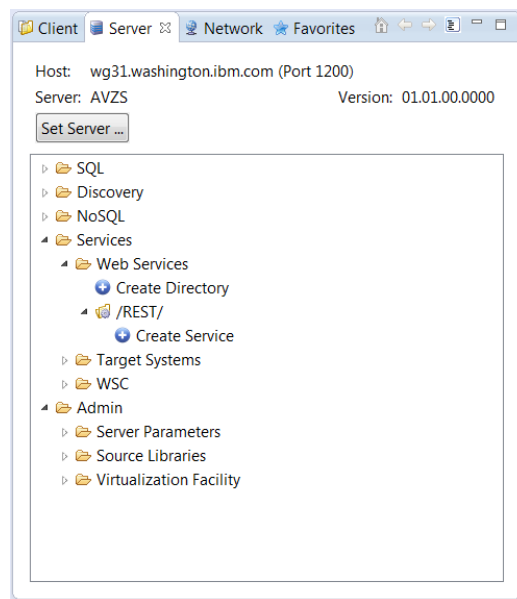 Client Server Network Favorites
Host: wg31.washington.ibm.com (Port 1200)
Server: AVZS Version: 01.01.00.0000
Set Server ...
SQL
Discovery
NoSQL
Services
Web Services
Create Directory
/REST/
Create Service
Target Systems
WSC
Admin
Server Parameters
Source Libraries
Virtualization Facility